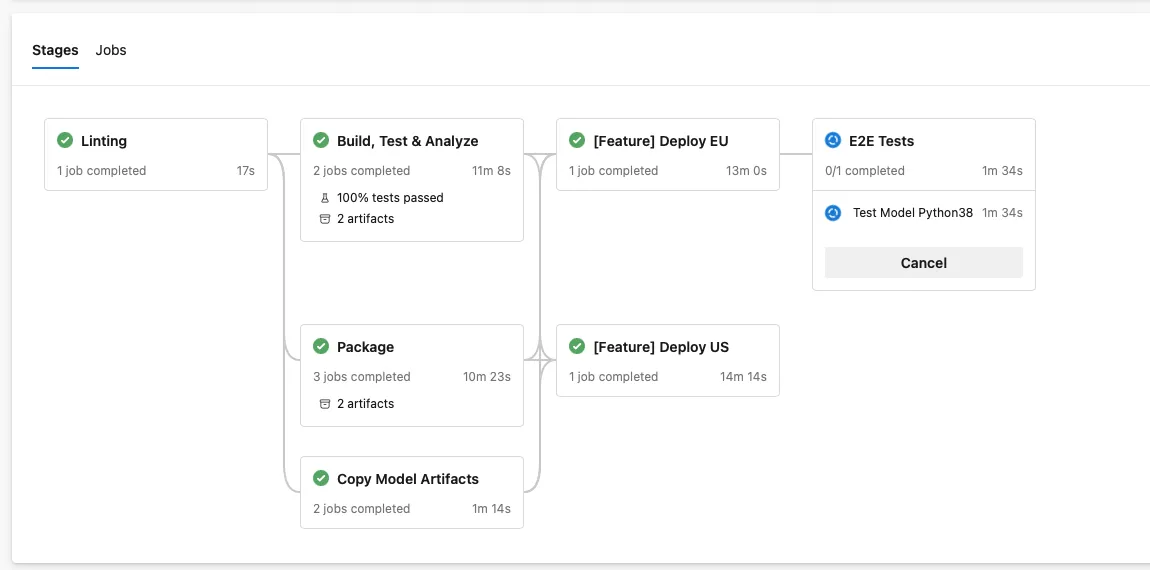 Stages Jobs
Linting
1 job completed 17s
Build, Test & Analyze
2 jobs completed 11m 8s
100% tests passed
2 artifacts
[Feature] Deploy EU
1 job completed 13m 0s
E2E Tests
0/1 completed 1m 34s
Test Model Python38 1m 34s
Cancel
Package
3 jobs completed 10m 23s
2 artifacts
[Feature] Deploy US
1 job completed 14m 14s
Copy Model Artifacts
2 jobs completed 1m 14s